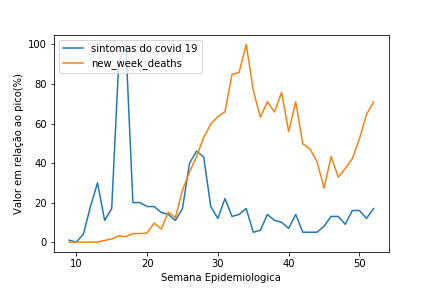 100
80
60
40
20
0
Valor em relação ao pico(%)
sintomas do covid 19
new_week_deaths
10
20
30
40
50
Semana Epidemiologica